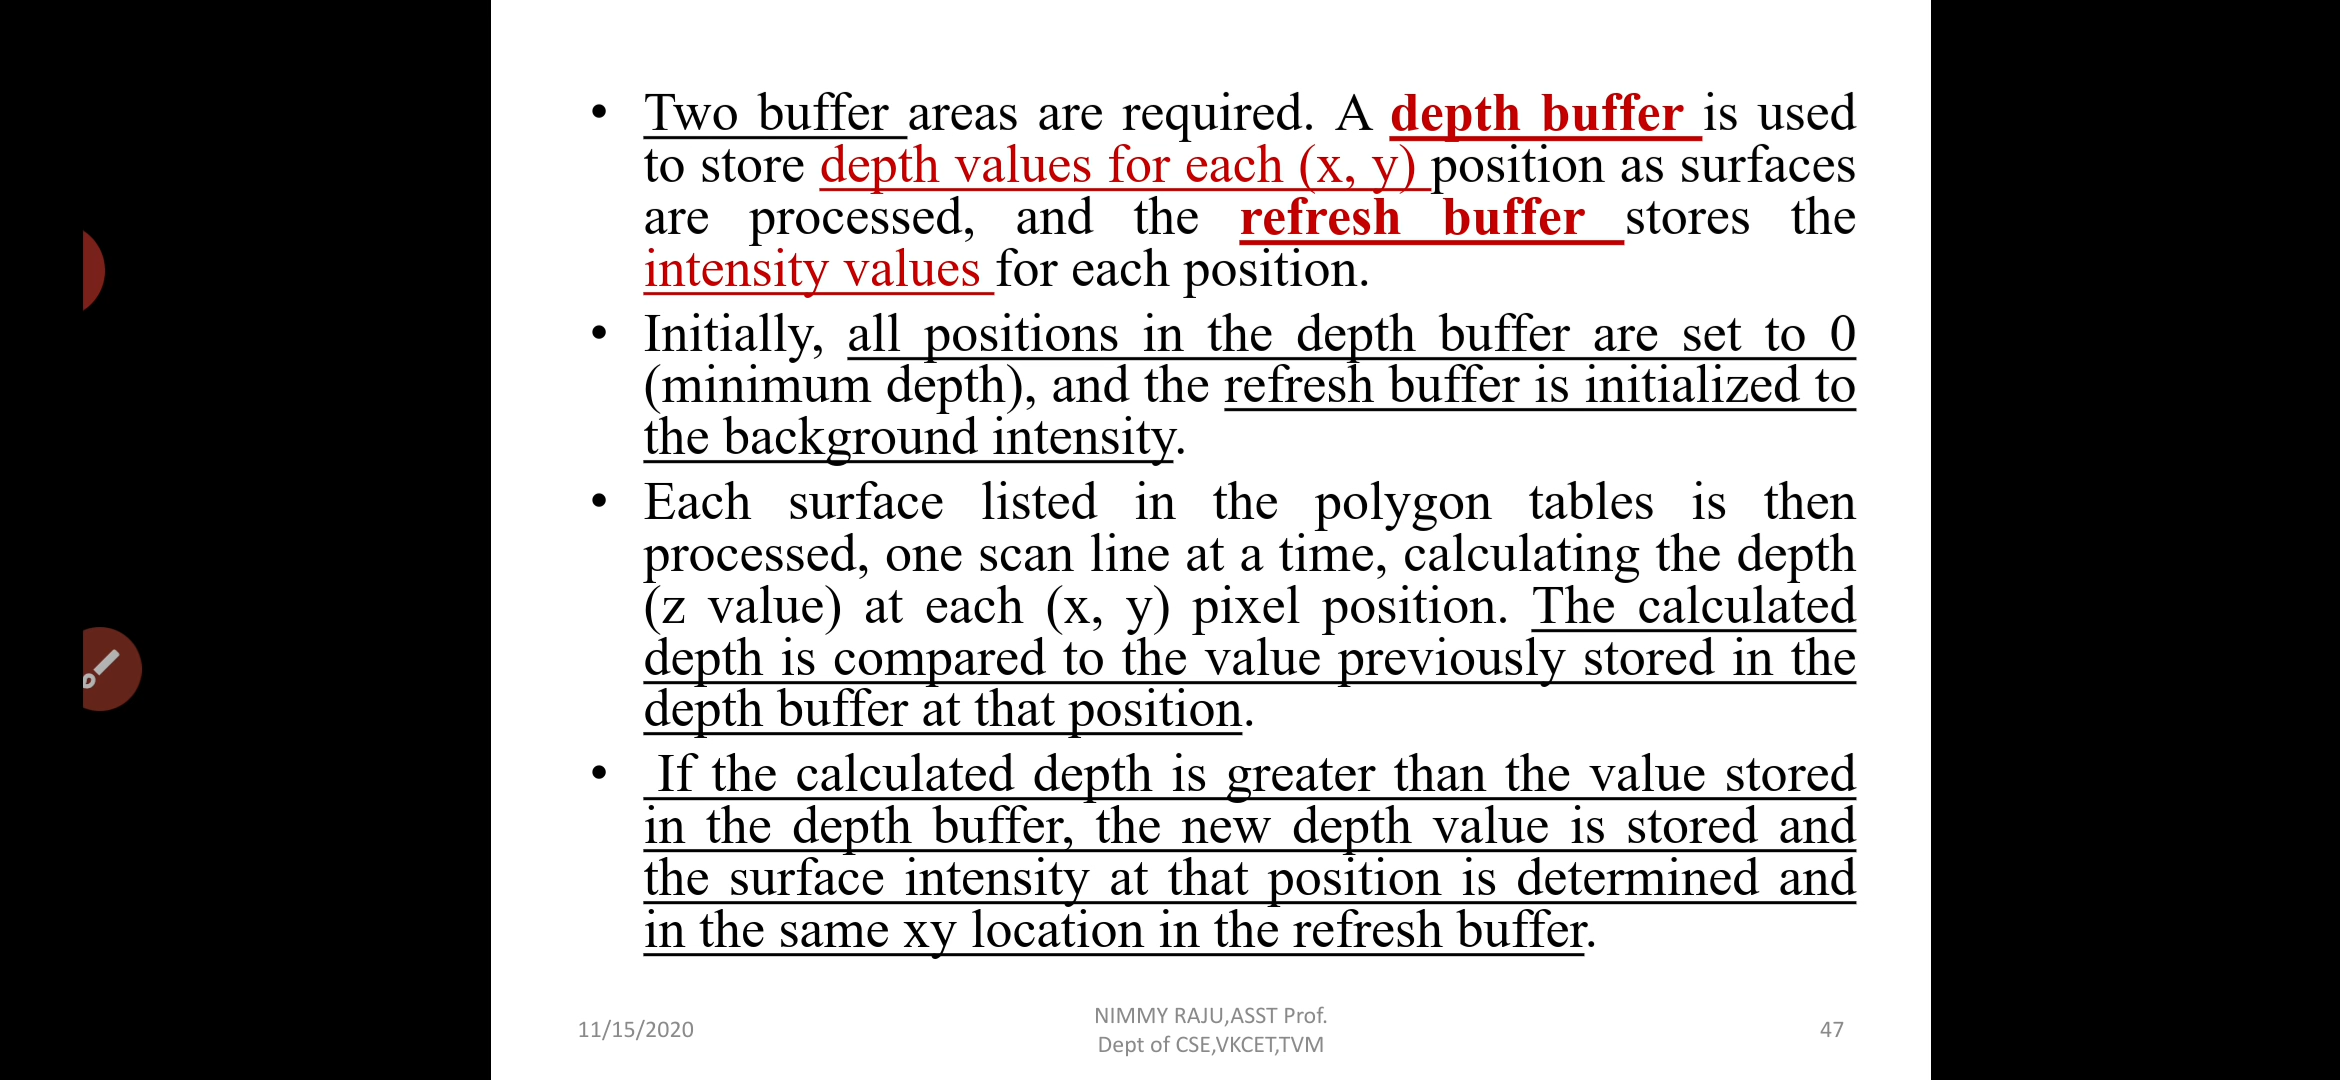 • Two buffer areas are required. A depth buffer is used
to store depth values for each (x, y) position as surfaces
are processed, and the refresh buffer stores the
intensity values for each position.
• Initially, all positions in the depth buffer are set to 0
(minimum depth), and the refresh buffer is initialized to
the background intensity.
• Each surface listed in the polygon tables is then
processed, one scan line at a time, calculating the depth
(z value) at each (x, y) pixel position. The calculated
depth is compared to the value previously stored in the
depth buffer at that position.
• If the calculated depth is greater than the value stored
in the depth buffer, the new depth value is stored and
the surface intensity at that position is determined and
in the same xy location in the refresh buffer.
11/15/2020
NIMMY RAJU,ASST Prof.
Dept of CSE,VKCET,TVM
47